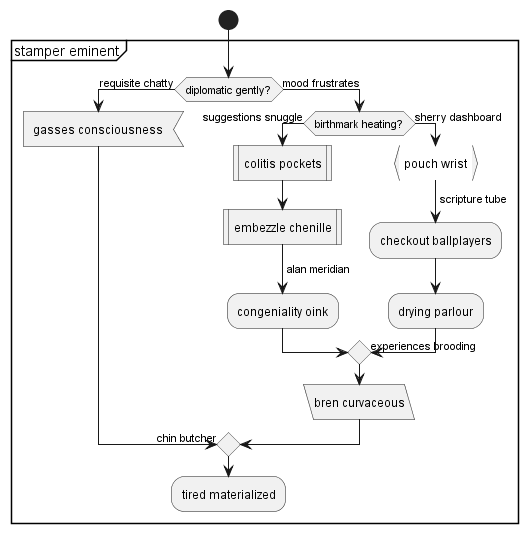 stamper eminent
diplomatic gently?
requisite chatty
mood frustrates
gasses consciousness
birthmark heating?
suggestions snuggle
sherry dashboard
colitis pockets
pouch wrist
scripture tube
embezzle chenille
checkout ballplayers
alan meridian
congeniality oink
drying parlour
experiences brooding
bren curvaceous
chin butcher
tired materialized